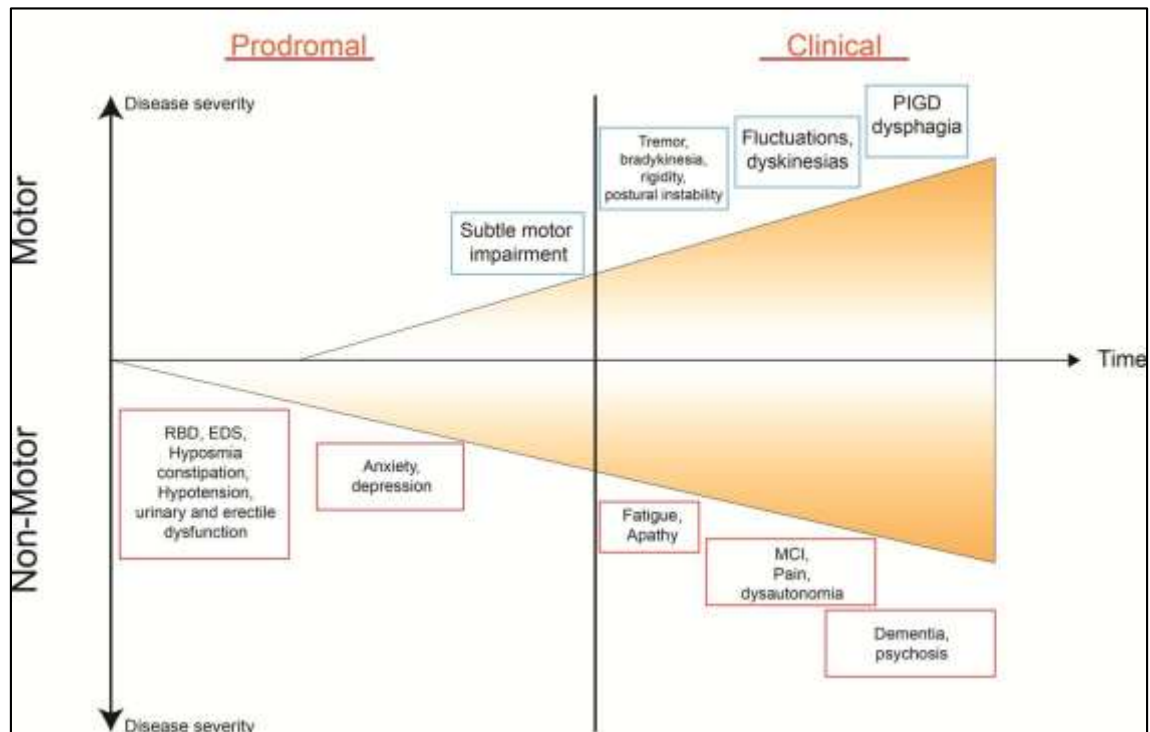 Prodromal
Clinical
Disease severity
PIGD
dysphagia
Tremor,
bradykinesia,
rigidity,
postural instability
Fluctuations,
dyskinesias
Motor
Subtle motor
impairment
Time
RBD, EDS,
Hyposmia
constipation,
Hypotension,
urinary and erectile
dysfunction
Anxiety,
depression
Non-Motor
Fatigue,
Apathy
MCI,
Pain,
dysautonomia
Dementia,
psychosis
Disease severity